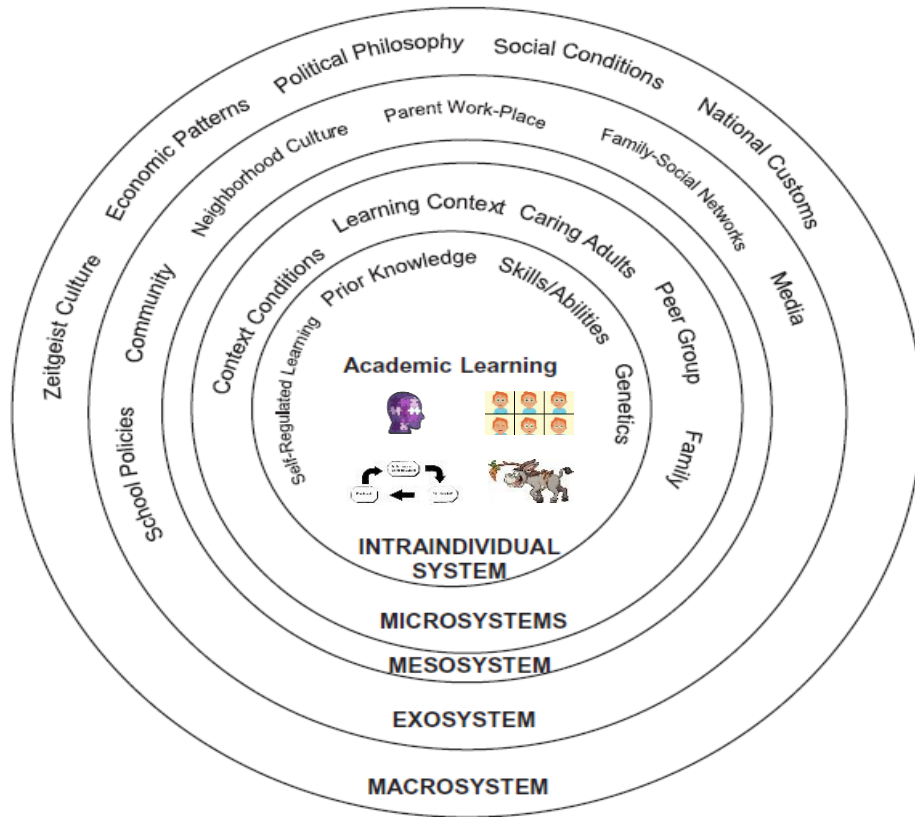 Zeitgeist Culture
Economic Patterns
Political Philosophy
Social Conditions
National Customs
School Policies
Community
Neighborhood Culture
Parent Work-Place
Family-Social Networks
Media
Context Conditions
Learning Context
Caring Adults
Peer Group
Family
Self-Regulated Learning
Prior Knowledge
Skills/Abilities
Genetics
Academic Learning
INTRAINDIVIDUAL
SYSTEM
MICROSYSTEMS
MESOSYSTEM
EXOSYSTEM
MACROSYSTEM